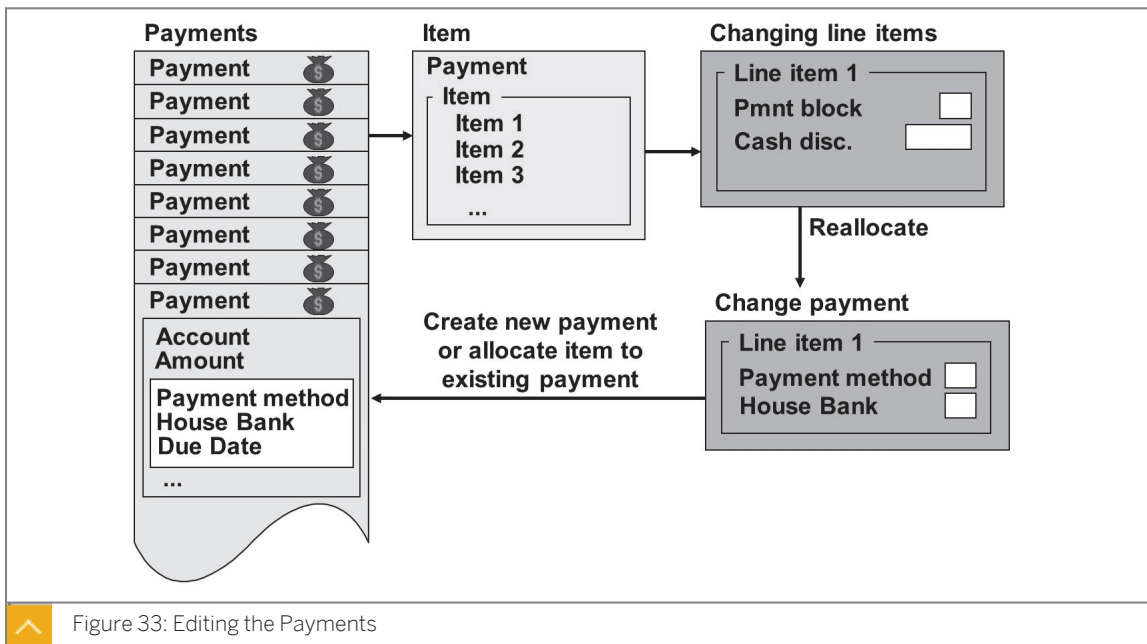 Payments
Payment $
Payment $
Payment $
Payment $
Payment $
Payment $
Payment $
Payment $
Account
Amount
Payment method
House Bank
Due Date
...
Item
Payment
Item
Item 1
Item 2
Item 3
...
Changing line items
Line item 1
Pmnt block
Cash disc.
Reallocate
Change payment
Line item 1
Payment method
House Bank
Create new payment
or allocate item to
existing payment
Figure 33: Editing the Payments